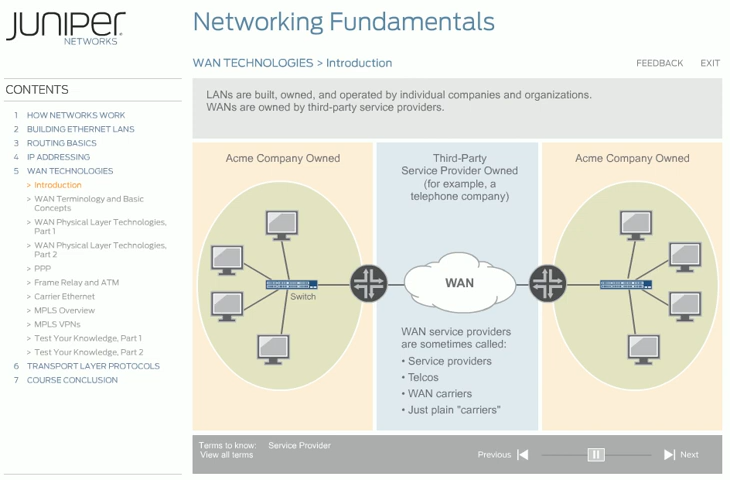 JUNIPER
NETWORKS
Networking Fundamentals
WAN TECHNOLOGIES > Introduction
FEEDBACK
EXIT
CONTENTS
1 HOW NETWORKS WORK
2 BUILDING ETHERNET LANS
3 ROUTING BASICS
4 IP ADDRESSING
5 WAN TECHNOLOGIES
> Introduction
> WAN Terminology and Basic
Concepts
> WAN Physical Layer Technologies,
Part 1
> WAN Physical Layer Technologies,
Part 2
> PPP
> Frame Relay and ATM
> Carrier Ethernet
> MPLS Overview
> MPLS VPNs
> Test Your Knowledge, Part 1
> Test Your Knowledge, Part 2
6 TRANSPORT LAYER PROTOCOLS
7 COURSE CONCLUSION
LANs are built, owned, and operated by individual companies and organizations.
WANs are owned by third-party service providers.
Acme Company Owned
Switch
Third-Party
Service Provider Owned
(for example, a
telephone company)
WAN
WAN service providers
are sometimes called:
• Service providers
• Telcos
• WAN carriers
• Just plain "carriers"
Acme Company Owned
Terms to know: Service Provider
View all terms
Previous
Next